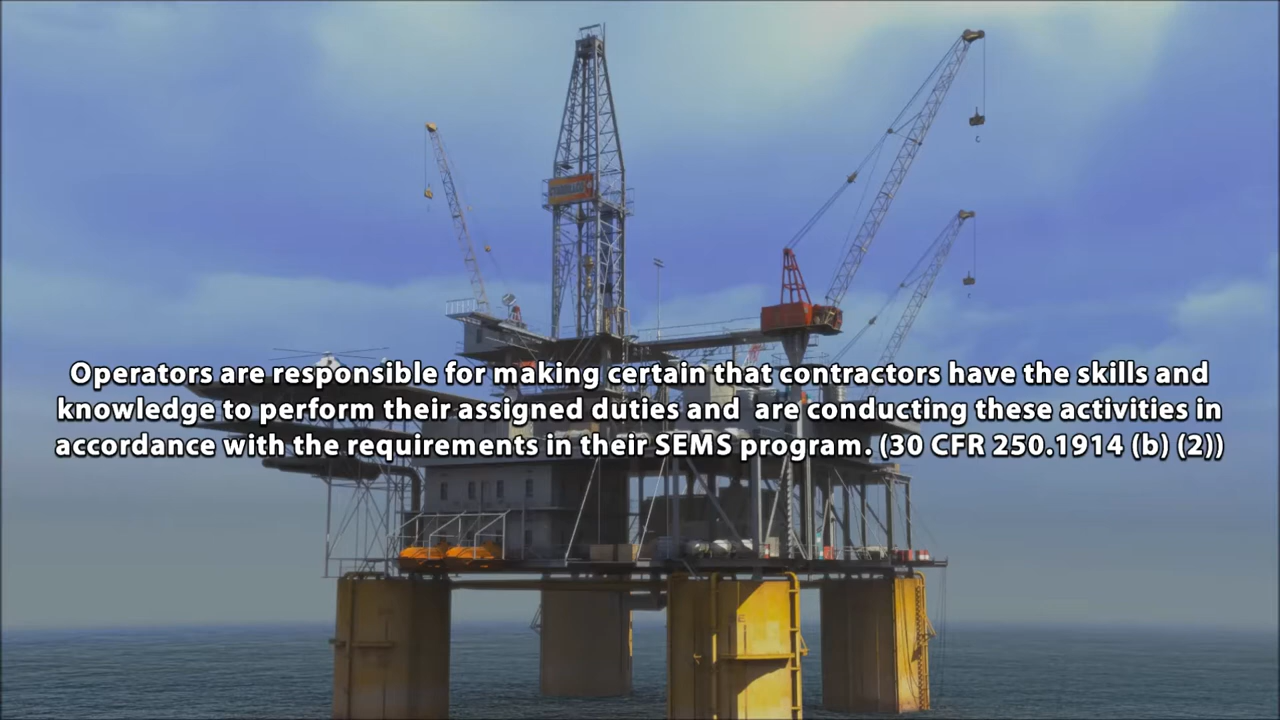 Operators are responsible for making certain that contractors have the skills and
knowledge to perform their assigned duties and  are conducting these activities in
accordance with the requirements in their SEMS program. (30 CFR 250.1914 (b) (2))